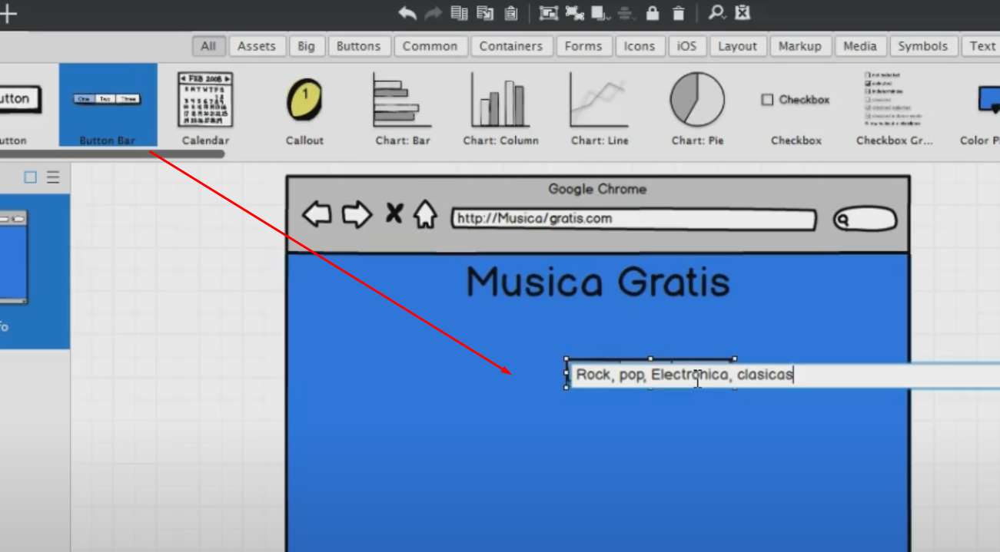 All Assets Big Buttons Common Containers Forms Icons iOS Layout Markup Media Symbols Text
utton One Two Three FEB 2008 1 Checkbox
utton Button Bar Calendar Callout Chart: Bar Chart: Column Chart: Line Chart: Pie Checkbox Checkbox Gr... Color P
Google Chrome
http://Musica/gratis.com
Musica Gratis
Rock, pop, Electronica, clasicas
fo